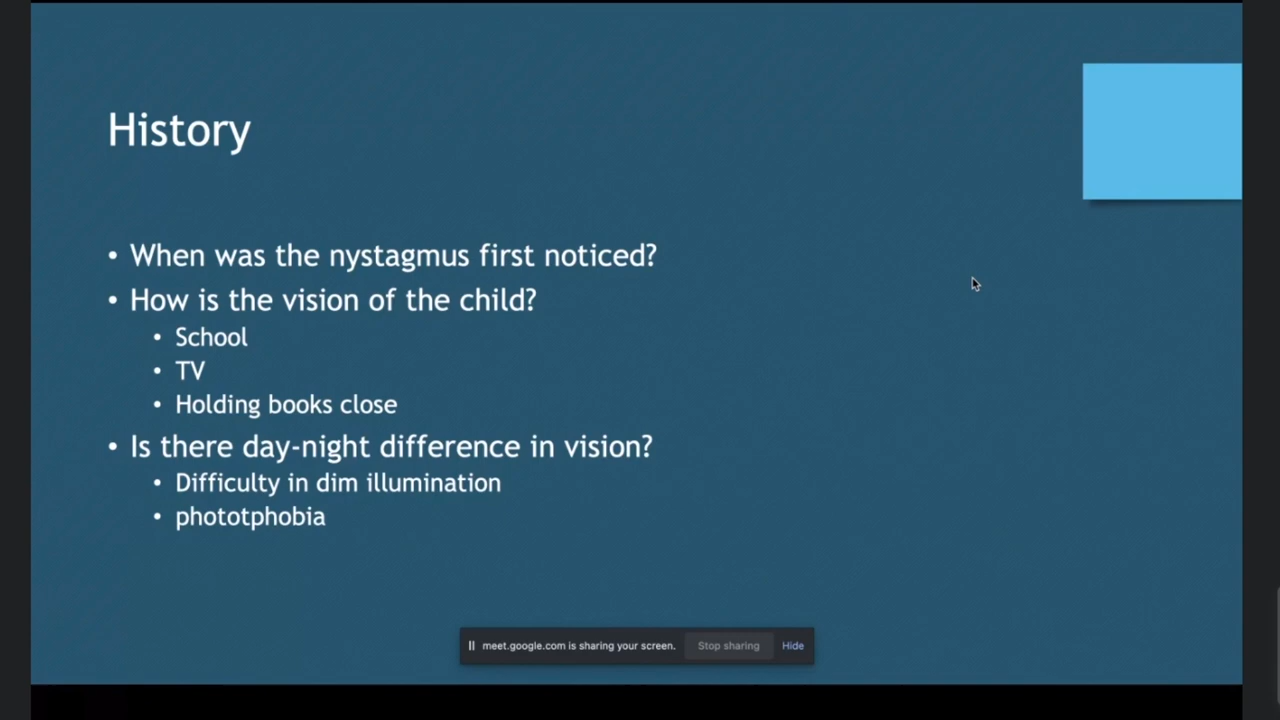 History
• When was the nystagmus first noticed?
• How is the vision of the child?
• School
• TV
• Holding books close
• Is there day-night difference in vision?
• Difficulty in dim illumination
• phototphobia
meet.google.com is sharing your screen. Stop sharing Hide